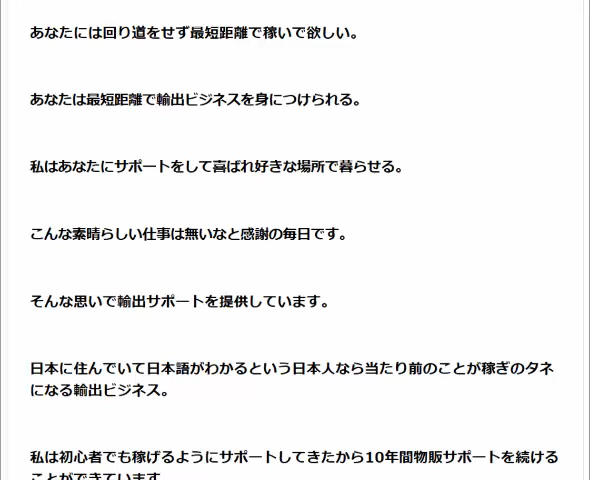 あなたには回り道をせず最短距離で稼いで欲しい。
あなたは最短距離で輸出ビジネスを身につけられる。
私はあなたにサポートをして喜ばれ好きな場所で暮らせる。
こんな素晴らしい仕事は無いなと感謝の毎日です。
そんな思いで輸出サポートを提供しています。
日本に住んでいて日本語がわかるという日本人なら当たり前のことが稼ぎのタネ
になる輸出ビジネス。
私は初心者でも稼げるようにサポートしてきたから10年間物販サポートを続ける
ことができています